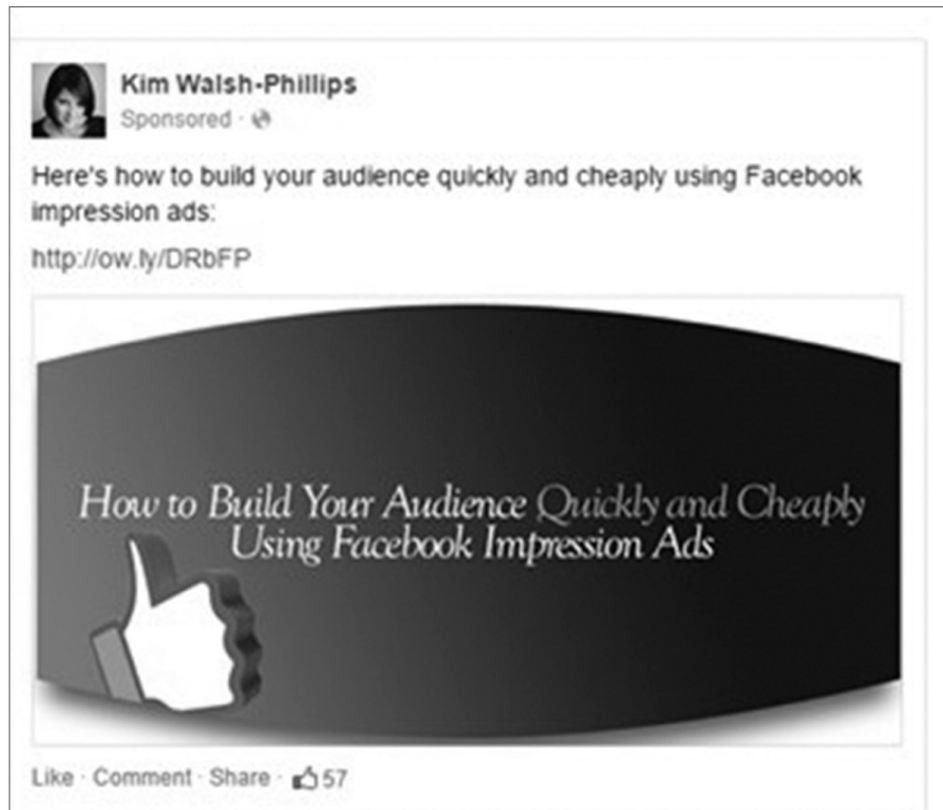 Kim Walsh-Phillips
Sponsored ·
Here's how to build your audience quickly and cheaply using Facebook
impression ads:
http://ow.ly/DRbFP
How to Build Your Audience Quickly and Cheaply
Using Facebook Impression Ads
Like · Comment · Share · 57